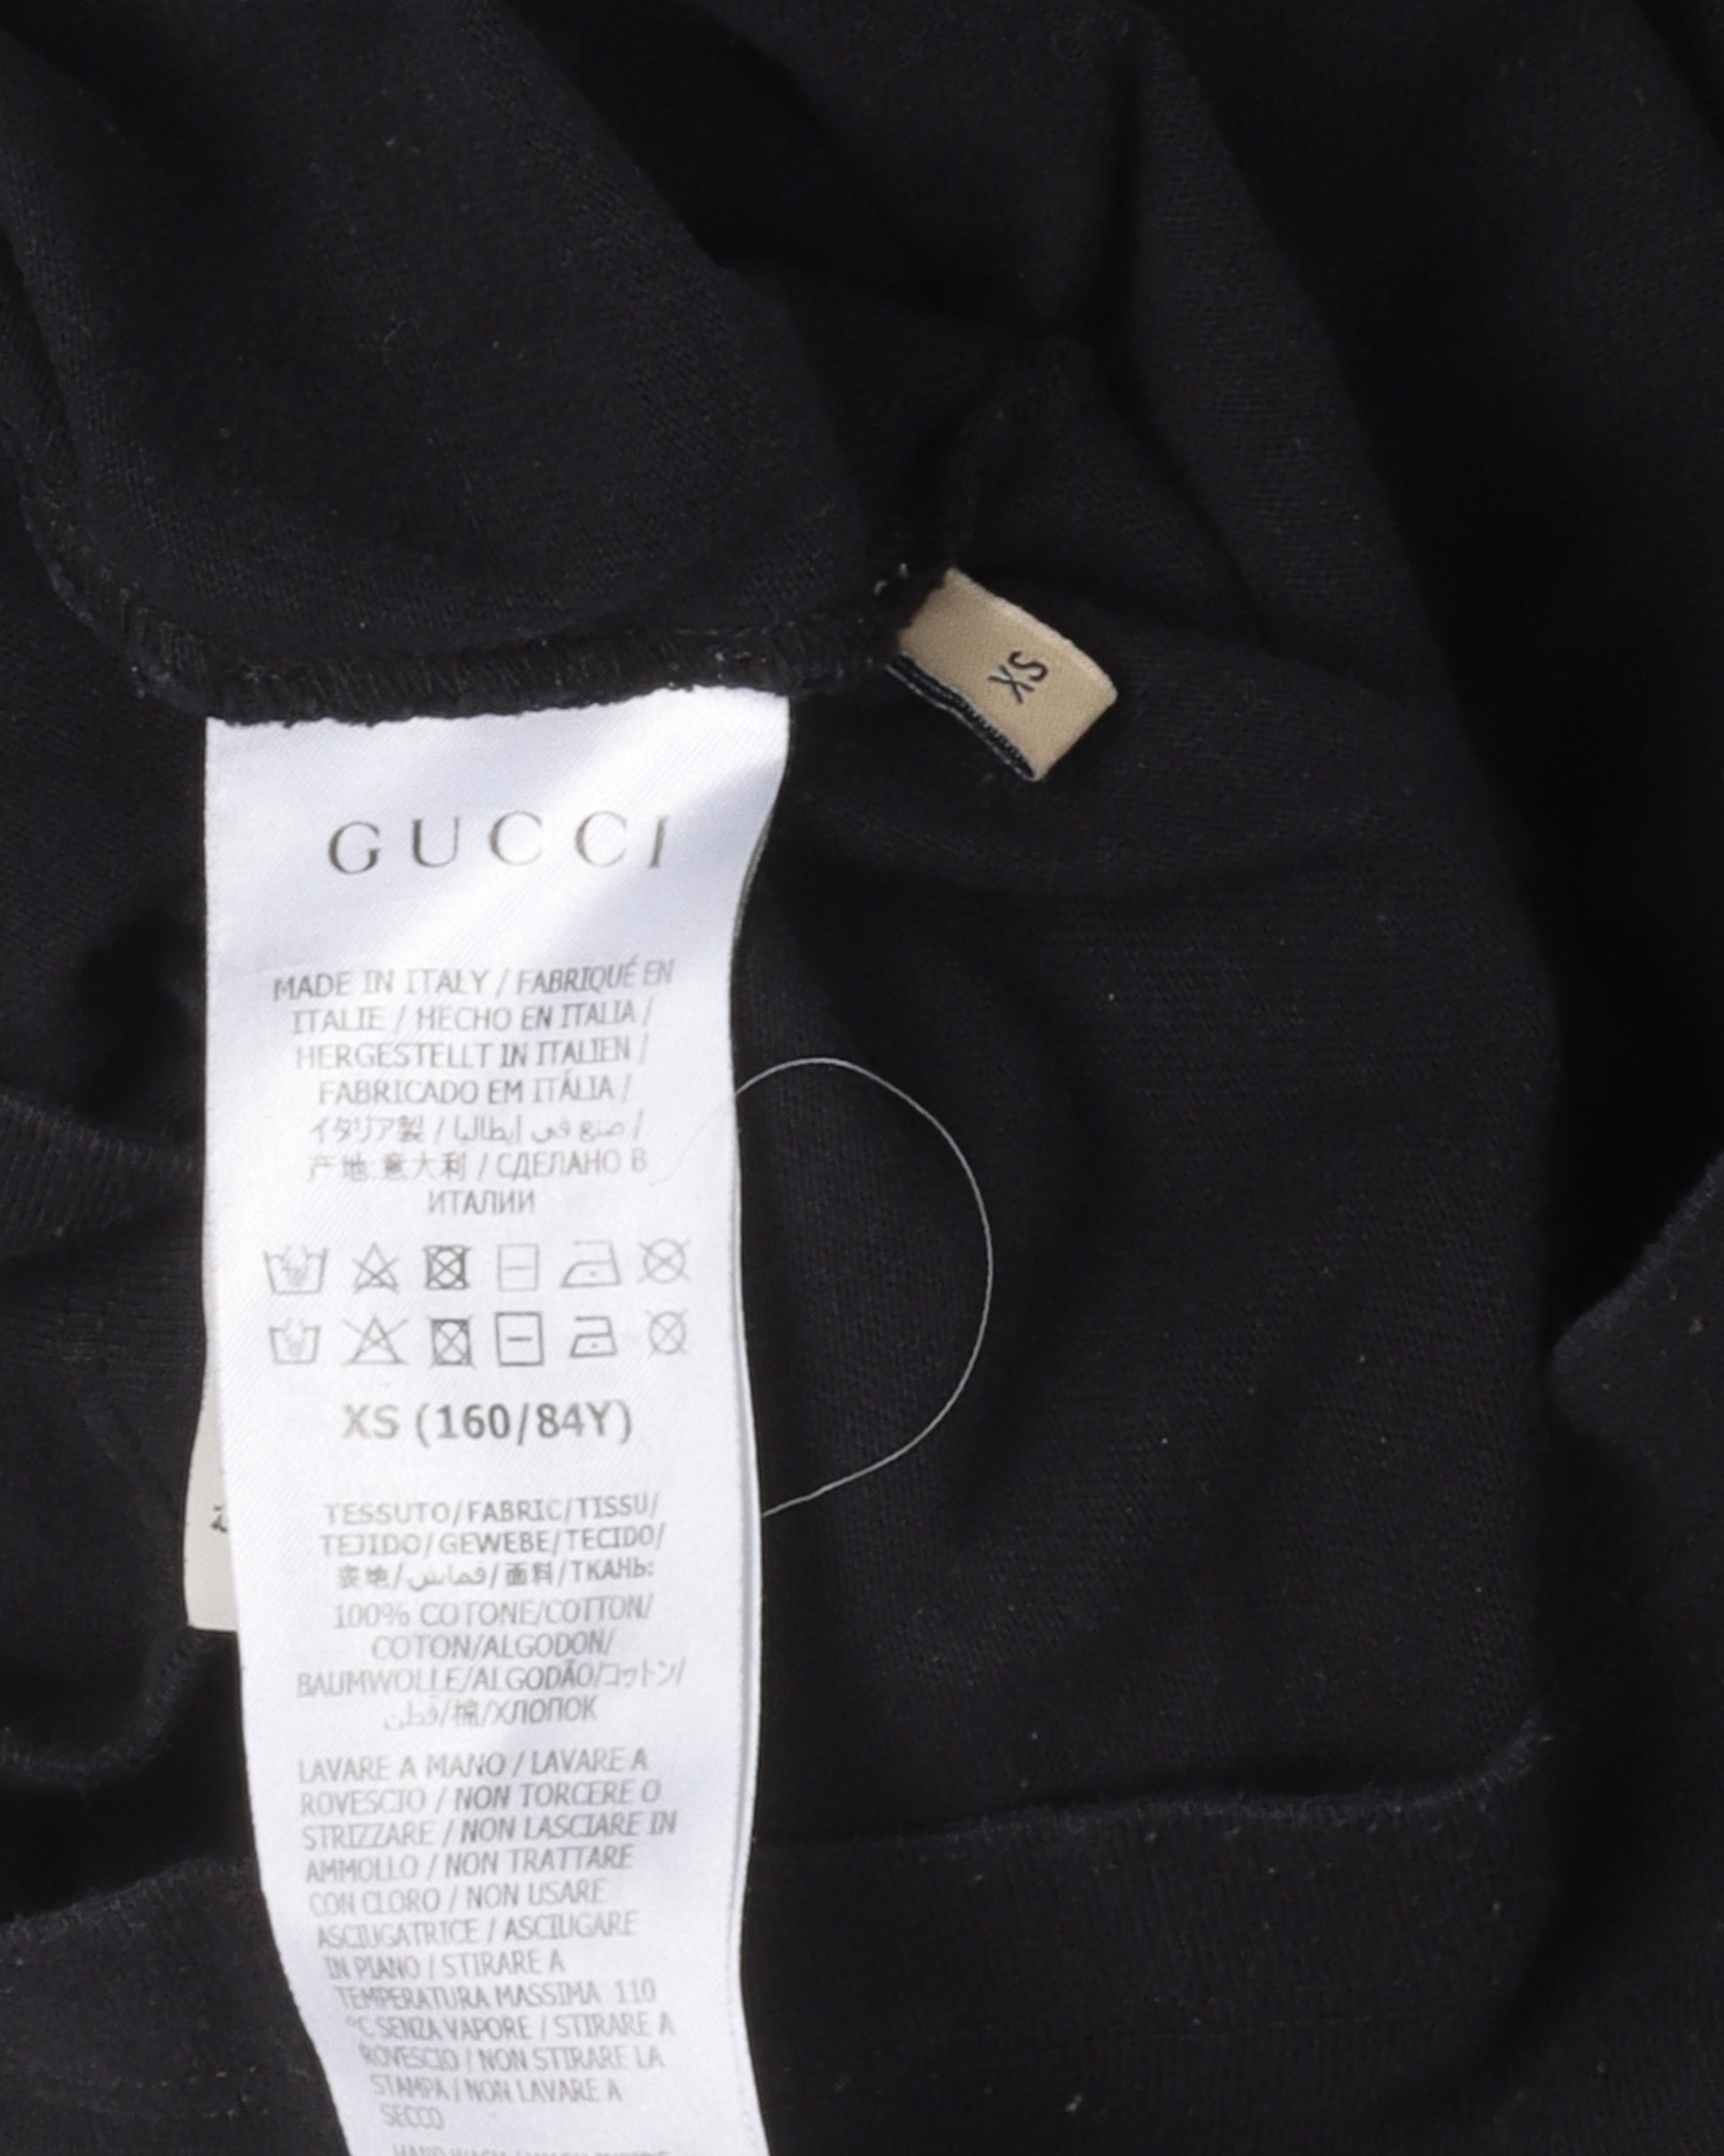 XS
GUCCI
MADE IN ITALY / FABRIQUÉ EN
ITALIE / HECHO EN ITALIA /
HERGESTELLT IN ITALIEN /
FABRICADO EM ITÁLIA /
イタリア製 / صنع في إيطاليا /
产地:意大利 / СДЕЛАНО В
ИТАЛИИ
XS (160/84Y)
TESSUTO/FABRIC/TISSU/
TEJIDO/GEWEBE/TECIDO/
表地/قماش/面料/ТКАНЬ:
100% COTONE/COTTON/
COTON/ALGODON/
BAUMWOLLE/ALGODÃO/コットン/
قطن/棉/ХЛОПОК
LAVARE A MANO / LAVARE A
ROVESCIO / NON TORCERE O
STRIZZARE / NON LASCIARE IN
AMMOLLO / NON TRATTARE
CON CLORO / NON USARE
ASCIUGATRICE / ASCIUGARE
IN PIANO / STIRARE A
TEMPERATURA MASSIMA 110
°C SENZA VAPORE / STIRARE A
ROVESCIO / NON STIRARE LA
STAMPA / NON LAVARE A
SECCO